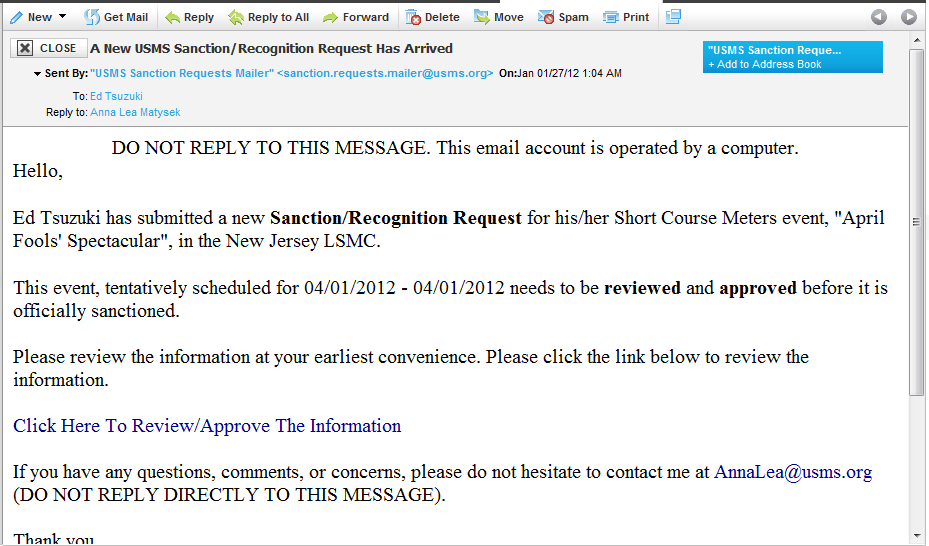 New Get Mail Reply Reply to All Forward Delete Move Spam Print
CLOSE A New USMS Sanction/Recognition Request Has Arrived
"USMS Sanction Reque...
+ Add to Address Book
Sent By: "USMS Sanction Requests Mailer" <sanction.requests.mailer@usms.org> On:Jan 01/27/12 1:04 AM
To: Ed Tsuzuki
Reply to: Anna Lea Matysek
DO NOT REPLY TO THIS MESSAGE. This email account is operated by a computer.
Hello,
Ed Tsuzuki has submitted a new Sanction/Recognition Request for his/her Short Course Meters event, "April
Fools' Spectacular", in the New Jersey LSMC.
This event, tentatively scheduled for 04/01/2012 - 04/01/2012 needs to be reviewed and approved before it is
officially sanctioned.
Please review the information at your earliest convenience. Please click the link below to review the
information.
Click Here To Review/Approve The Information
If you have any questions, comments, or concerns, please do not hesitate to contact me at AnnaLea@usms.org
(DO NOT REPLY DIRECTLY TO THIS MESSAGE).
Thank you